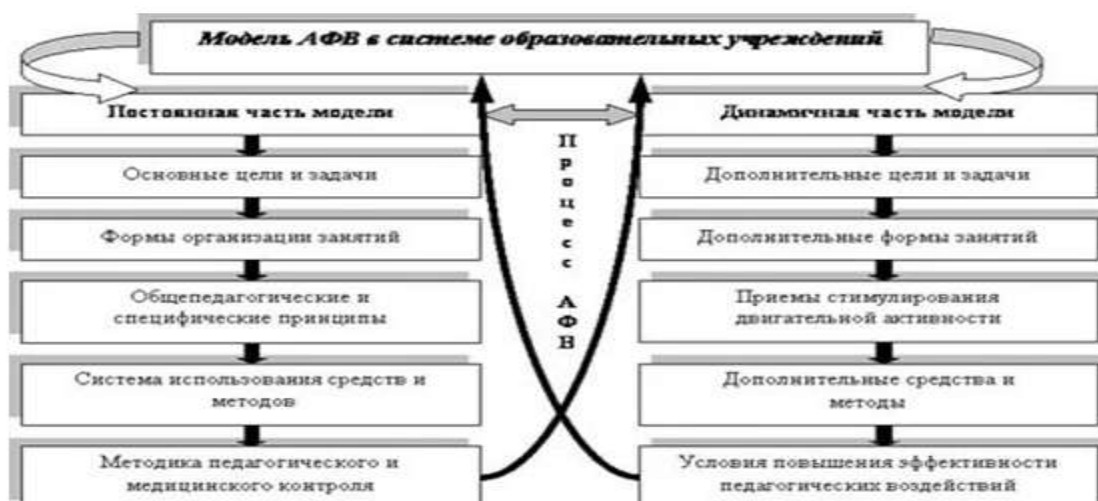 Модель АФВ в системе образовательных учреждений
Постоянная часть модели
Основные цели и задачи
Формы организации занятий
Общепедагогические и
специфические принципы
Система использования средств и
методов
Методика педагогического и
медицинского контроля
Процесс АФВ
Динамичная часть модели
Дополнительные цели и задачи
Дополнительные формы занятий
Приемы стимулирования
двигательной активности
Дополнительные средства и
методы
Условия повышения эффективности
педагогических воздействий